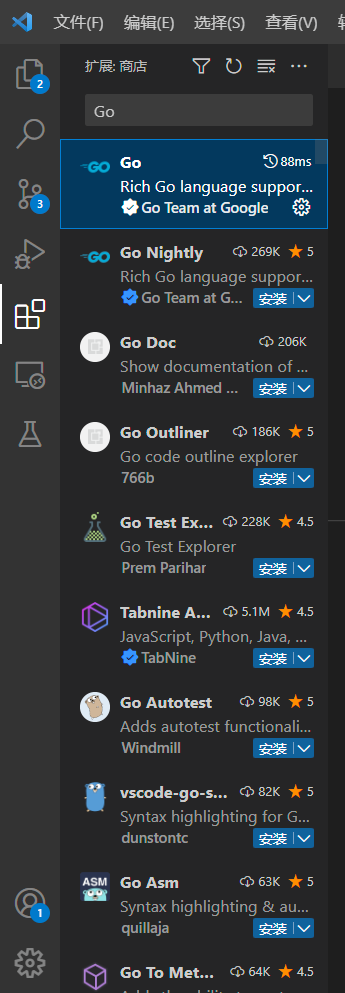 文件(F) 编辑(E) 选择(S) 查看(V)
扩展: 商店
2
Go
Go 88ms
Rich Go language suppor...
Go Team at Google
3
Go Nightly 269K 5
Rich Go language suppor...
Go Team at G... 安装
Go Doc 206K
Show documentation of ...
Minhaz Ahmed ... 安装
Go Outliner 186K 5
Go code outline explorer
766b 安装
Go Test Ex... 228K 4.5
Go Test Explorer
Prem Parihar 安装
Tabnine A... 5.1M 4.5
JavaScript, Python, Java, ...
TabNine 安装
Go Autotest 98K 5
Adds autotest functionali...
Windmill 安装
vscode-go-s... 82K 5
Syntax highlighting for G...
dunstontc 安装
ASM
Go Asm 63K 5
Syntax highlighting & au...
quillaja 安装
1
Go To Met... 64K 4.5